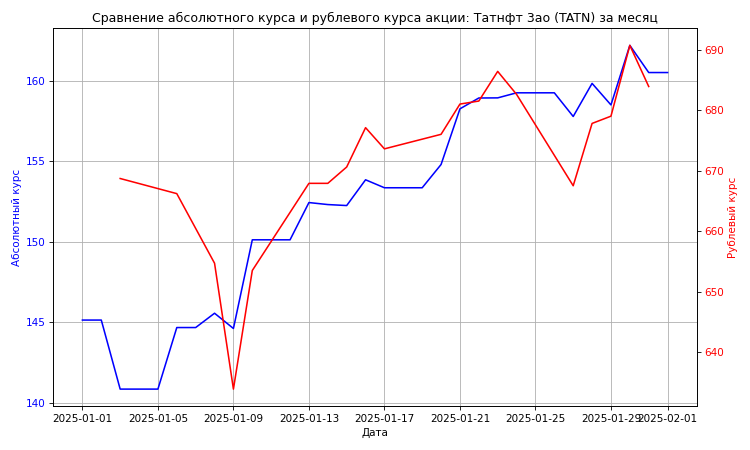 Сравнение абсолютного курса и рублевого курса акции: Татнфт 3ао (TATN) за месяц
Абсолютный курс
160
155
150
145
140
690
680
670
660
650
640
Рублевый курс
2025-01-01 2025-01-05 2025-01-09 2025-01-13 2025-01-17 2025-01-21 2025-01-25 2025-01-29 2025-02-01
Дата